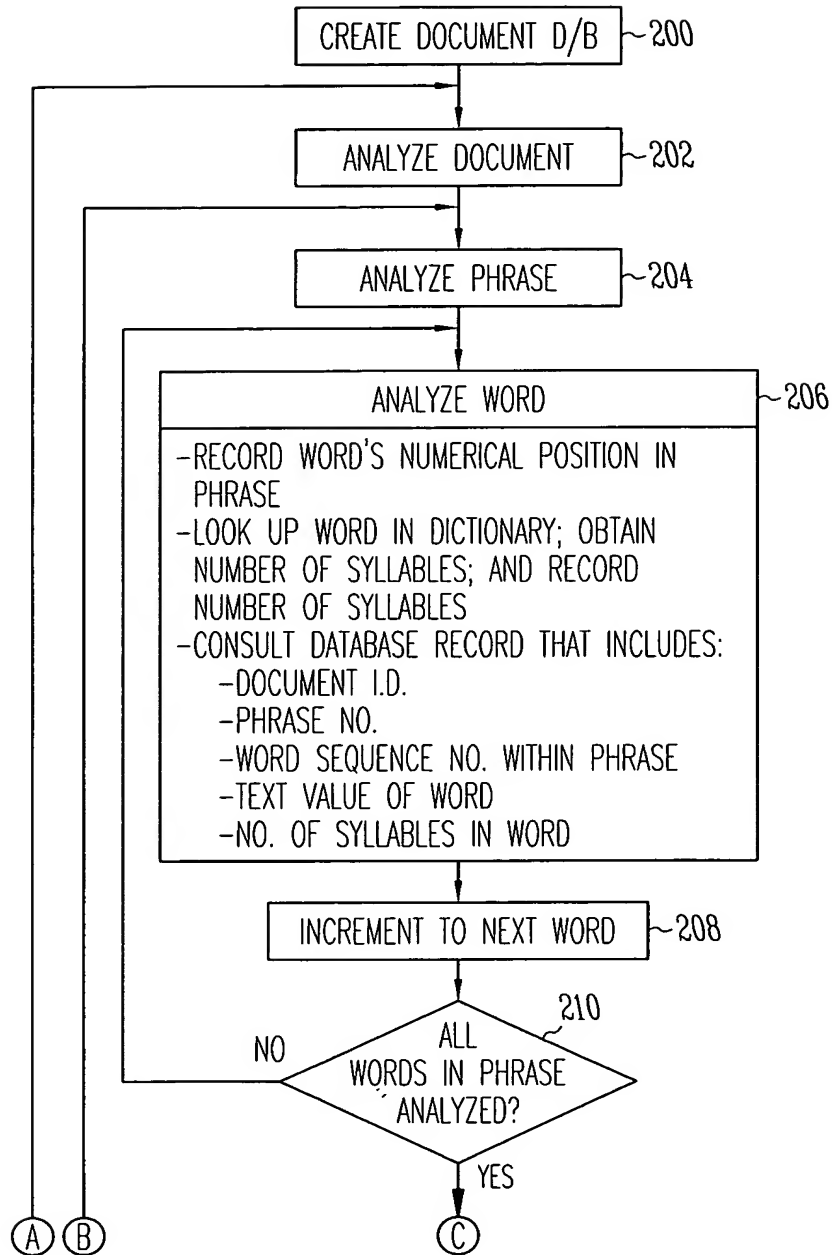 CREATE DOCUMENT D/B
200
ANALYZE DOCUMENT
202
ANALYZE PHRASE
204
ANALYZE WORD
206
-RECORD WORD'S NUMERICAL POSITION IN
PHRASE
-LOOK UP WORD IN DICTIONARY; OBTAIN
NUMBER OF SYLLABLES; AND RECORD
NUMBER OF SYLLABLES
-CONSULT DATABASE RECORD THAT INCLUDES:
-DOCUMENT I.D.
-PHRASE NO.
-WORD SEQUENCE NO. WITHIN PHRASE
-TEXT VALUE OF WORD
-NO. OF SYLLABLES IN WORD
INCREMENT TO NEXT WORD
208
210
NO
ALL
WORDS IN PHRASE
ANALYZED?
YES
A
B
C